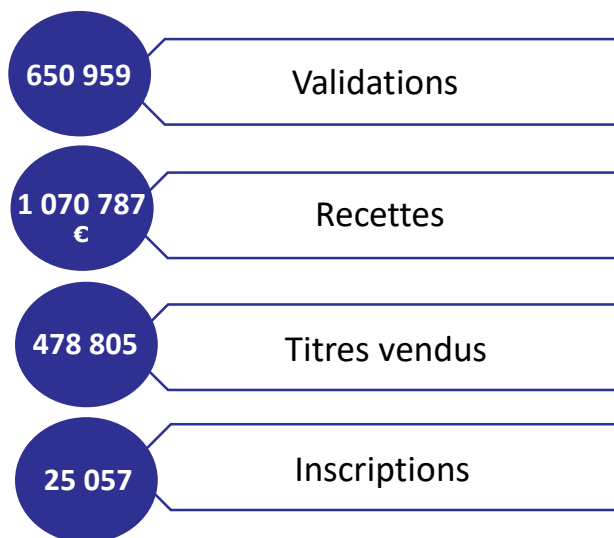 650 959
Validations
1 070 787
€
Recettes
478 805
Titres vendus
25 057
Inscriptions